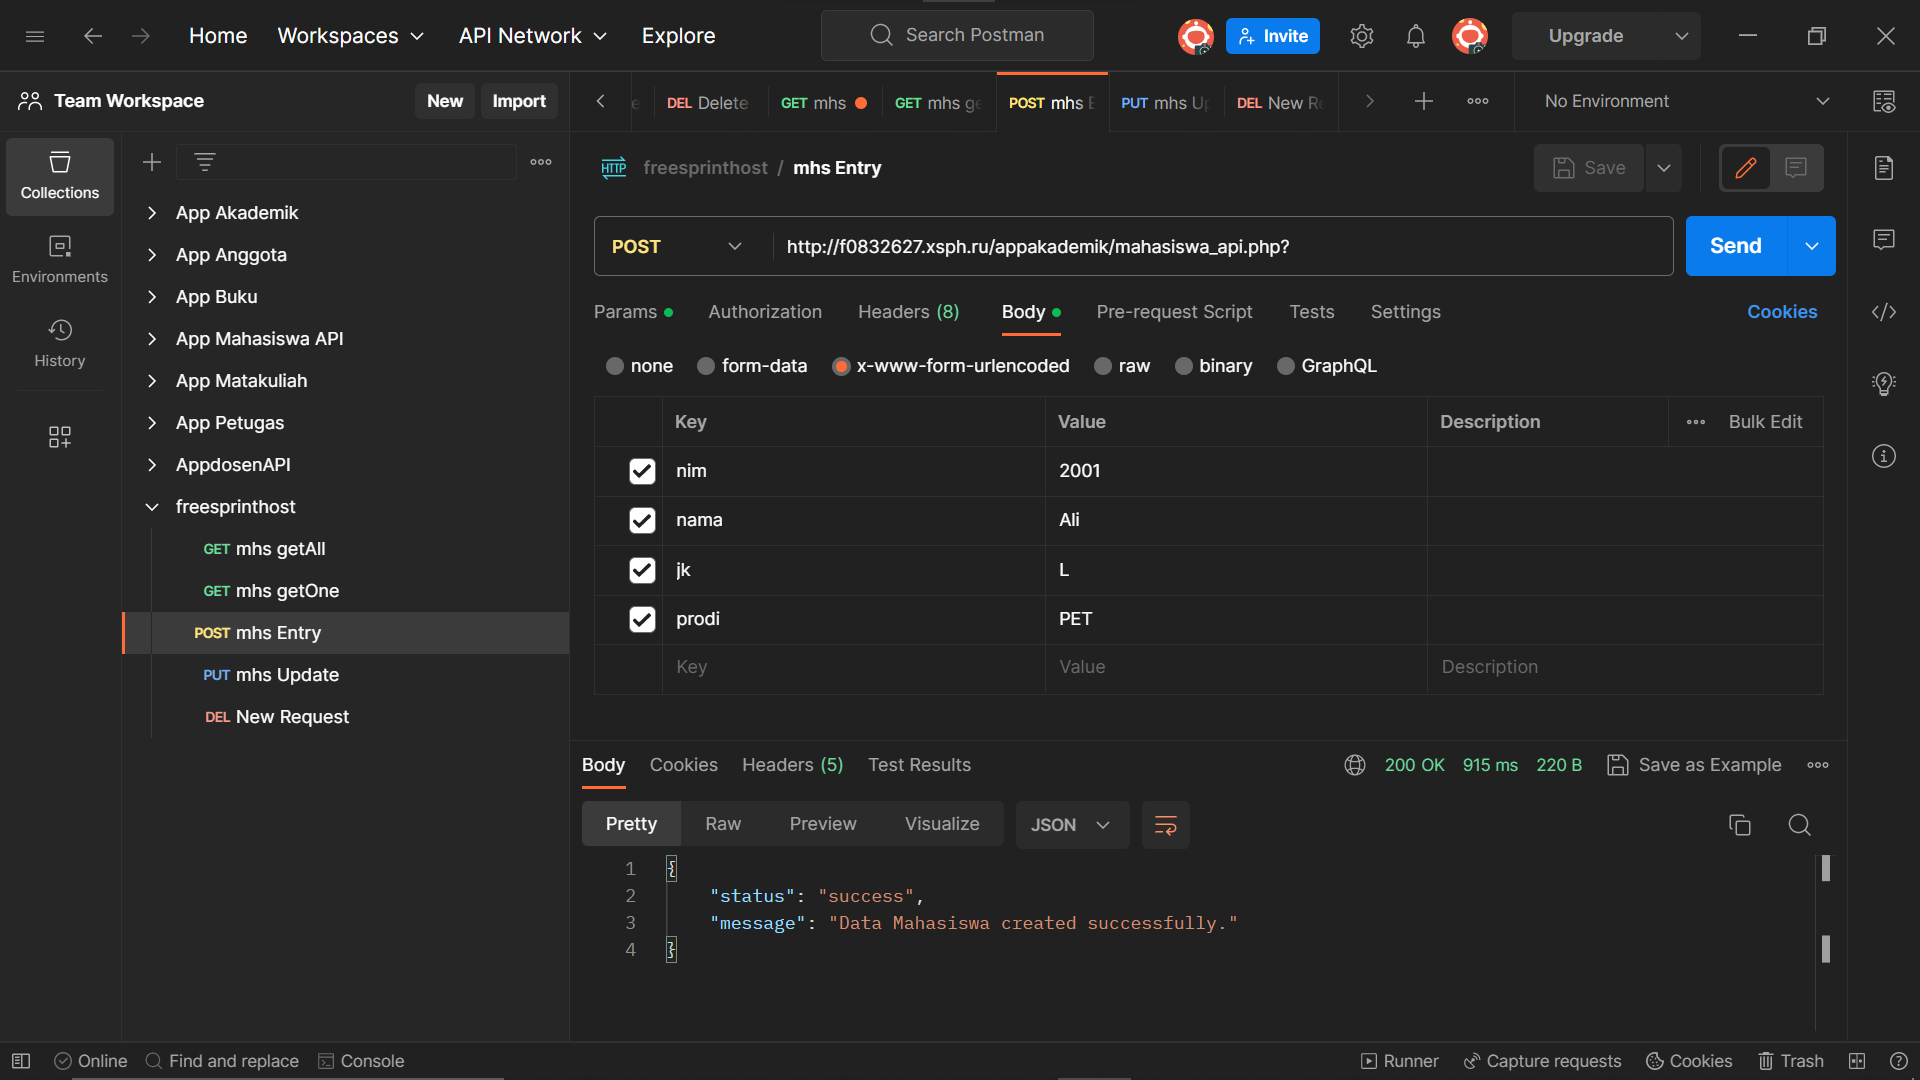 Home Workspaces API Network Explore Search Postman Invite Upgrade
Team Workspace New Import
DEL Delete GET mhs GET mhs ge POST mhs E PUT mhs Up DEL New Re No Environment
Collections
Environments
History
App Akademik
App Anggota
App Buku
App Mahasiswa API
App Matakuliah
App Petugas
AppdosenAPI
freesprinthost
GET mhs getAll
GET mhs getOne
POST mhs Entry
PUT mhs Update
DEL New Request
HTTP freesprinthost / mhs Entry Save
POST http://f0832627.xsph.ru/appakademik/mahasiswa_api.php? Send
Params Authorization Headers (8) Body Pre-request Script Tests Settings Cookies
none form-data x-www-form-urlencoded raw binary GraphQL
Key Value Description Bulk Edit
nim 2001
nama Ali
jk L
prodi PET
Key Value Description
Body Cookies Headers (5) Test Results 200 OK 915 ms 220 B Save as Example
Pretty Raw Preview Visualize JSON
1 {
2 "status": "success",
3 "message": "Data Mahasiswa created successfully."
4 }
Online Find and replace Console Runner Capture requests Cookies Trash